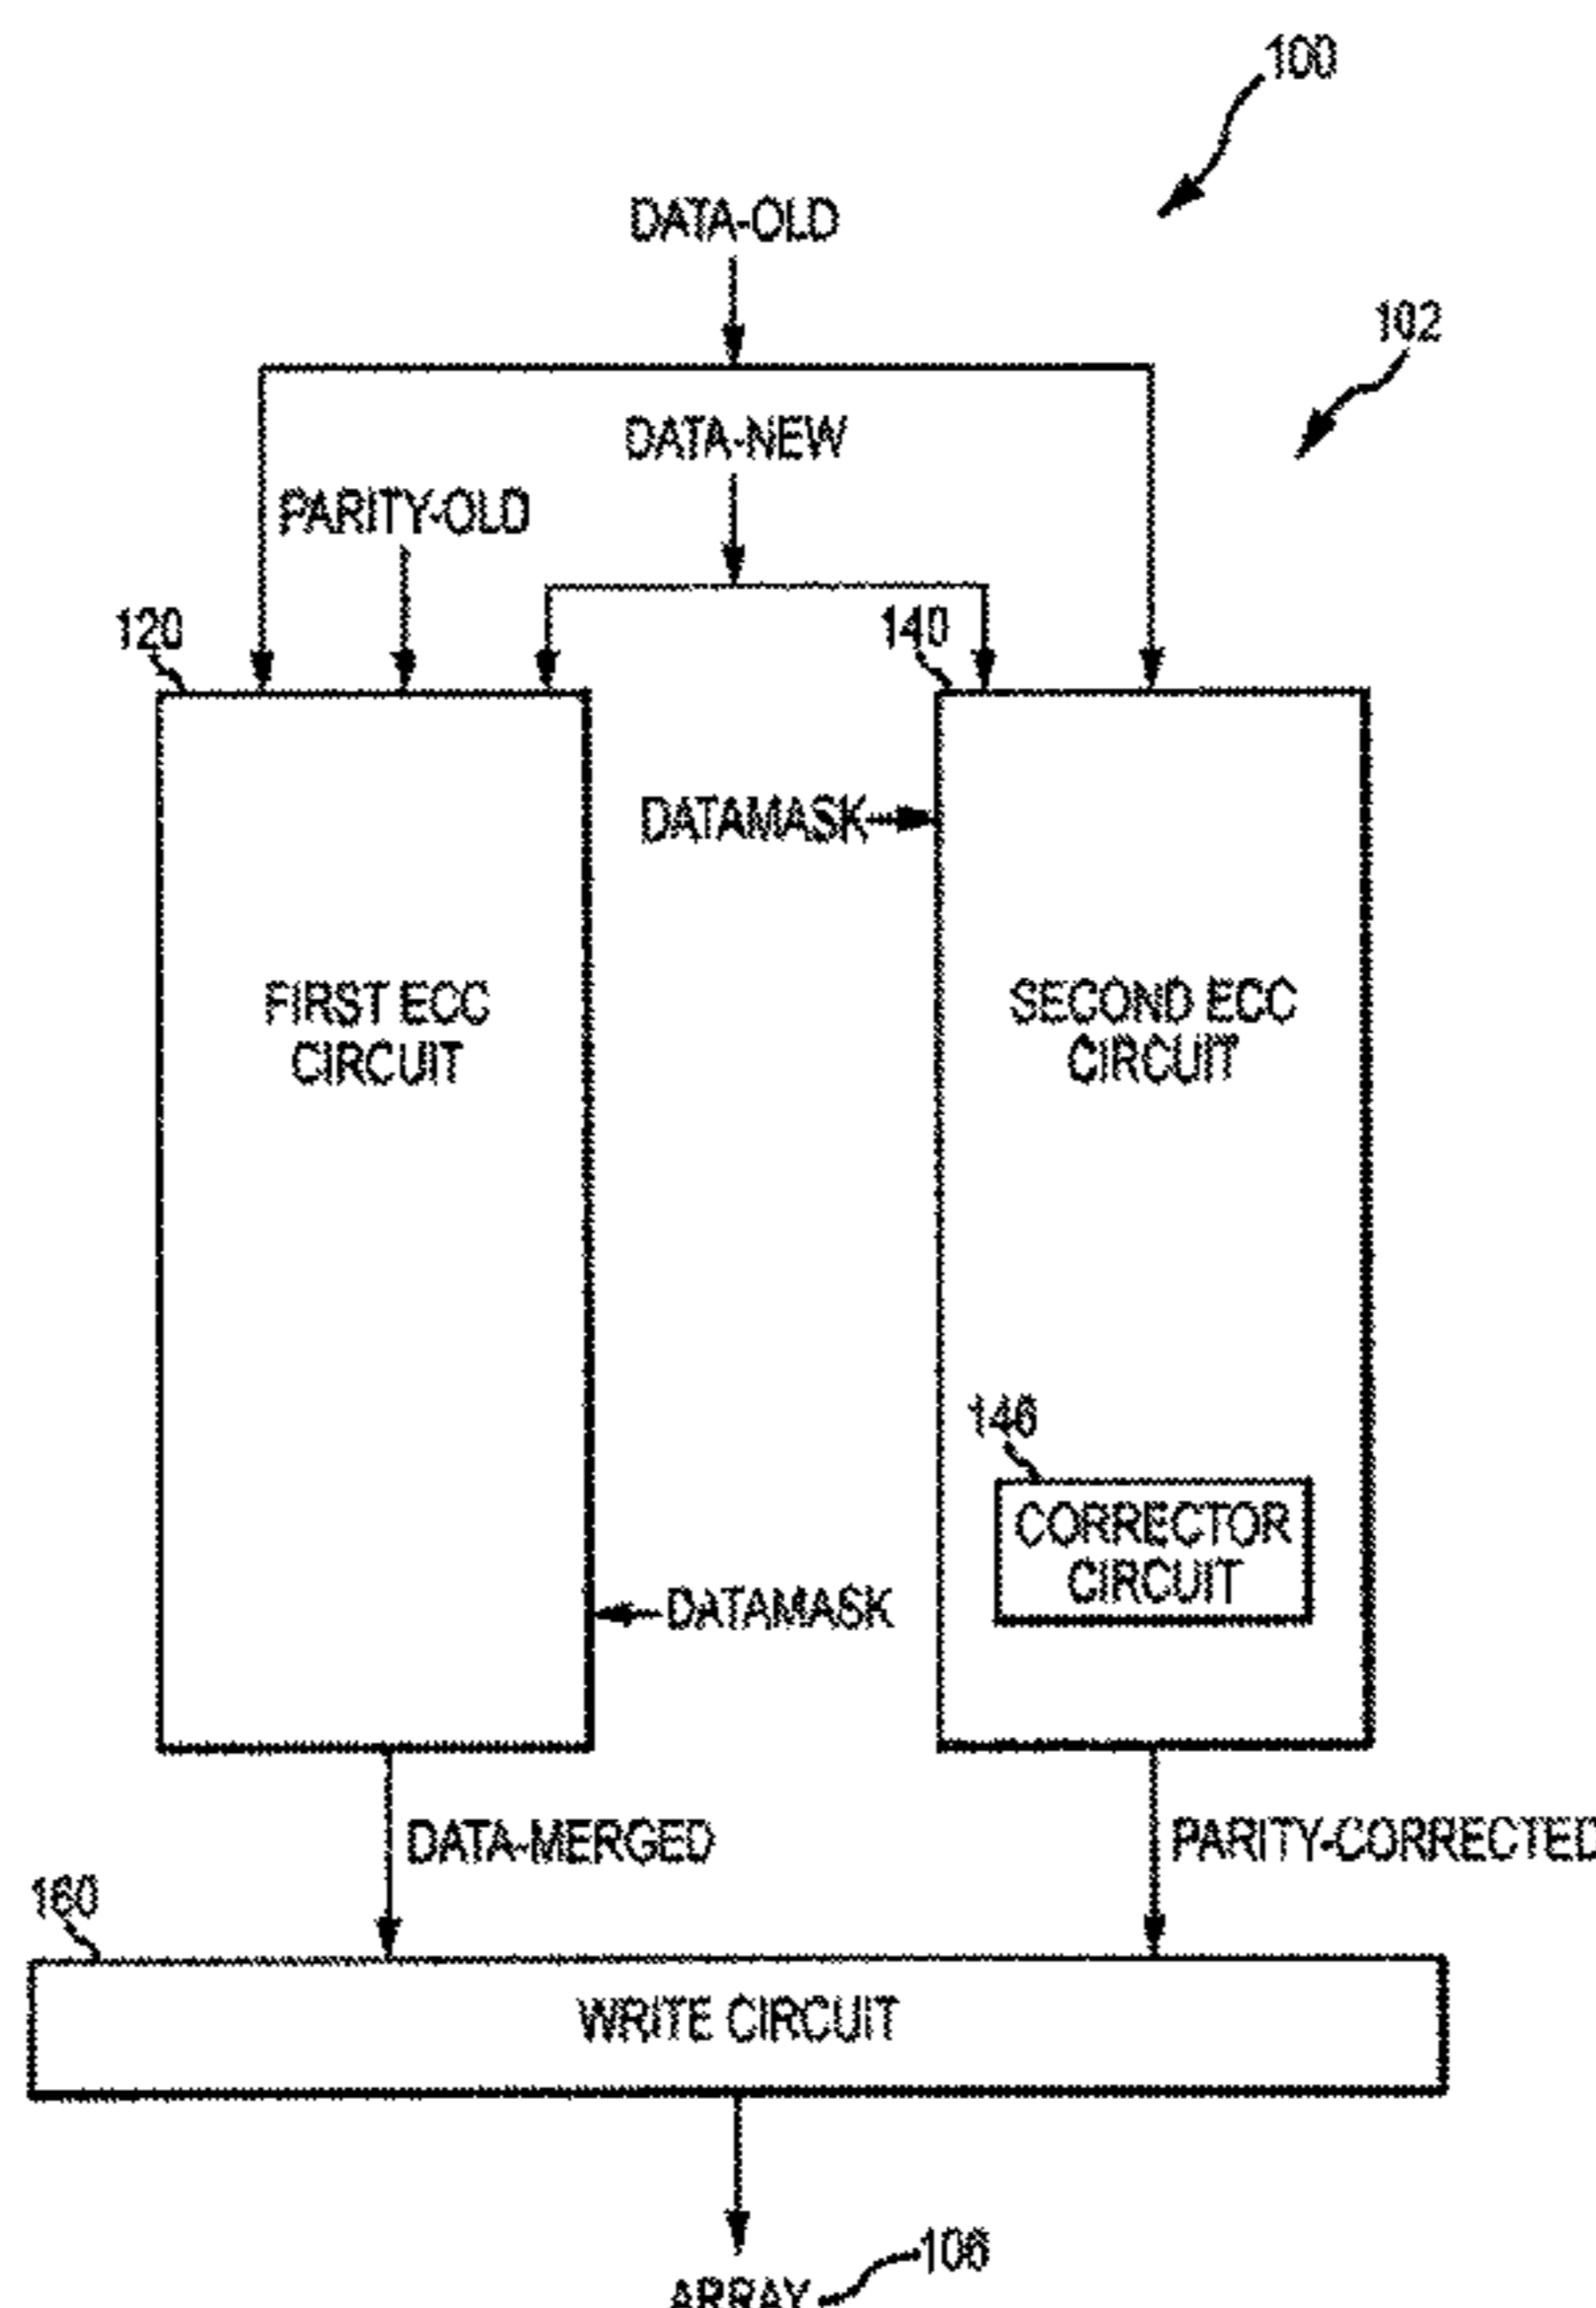 100
DATA-OLD
102
DATA-NEW
PARITY-OLD
120
140
DATAMASK
FIRST ECC
CIRCUIT
SECOND ECC
CIRCUIT
146
CORRECTOR
CIRCUIT
DATAMASK
DATA-MERGED
PARITY-CORRECTED
160
WRITE CIRCUIT
106
ARRAY